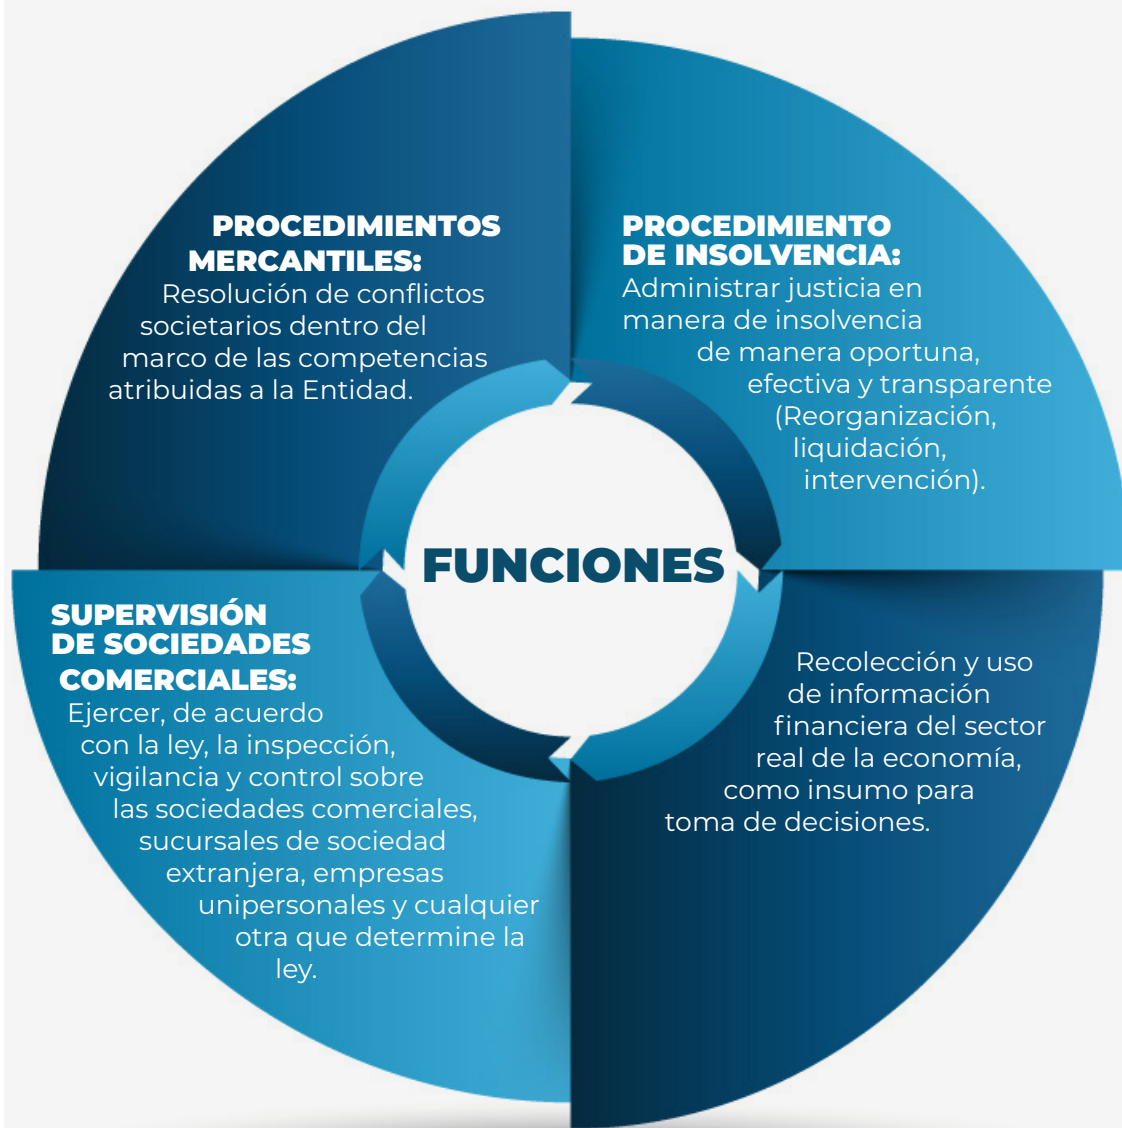 PROCEDIMIENTOS
MERCANTILES:
Resolución de conflictos
societarios dentro del
marco de las competencias
atribuidas a la Entidad.
PROCEDIMIENTO
DE INSOLVENCIA:
Administrar justicia en
manera de insolvencia
de manera oportuna,
efectiva y transparente
(Reorganización,
liquidación,
intervención).
FUNCIONES
SUPERVISIÓN
DE SOCIEDADES
COMERCIALES:
Ejercer, de acuerdo
con la ley, la inspección,
vigilancia y control sobre
las sociedades comerciales,
sucursales de sociedad
extranjera, empresas
unipersonales y cualquier
otra que determine la
ley.
Recolección y uso
de información
financiera del sector
real de la economía,
como insumo para
toma de decisiones.